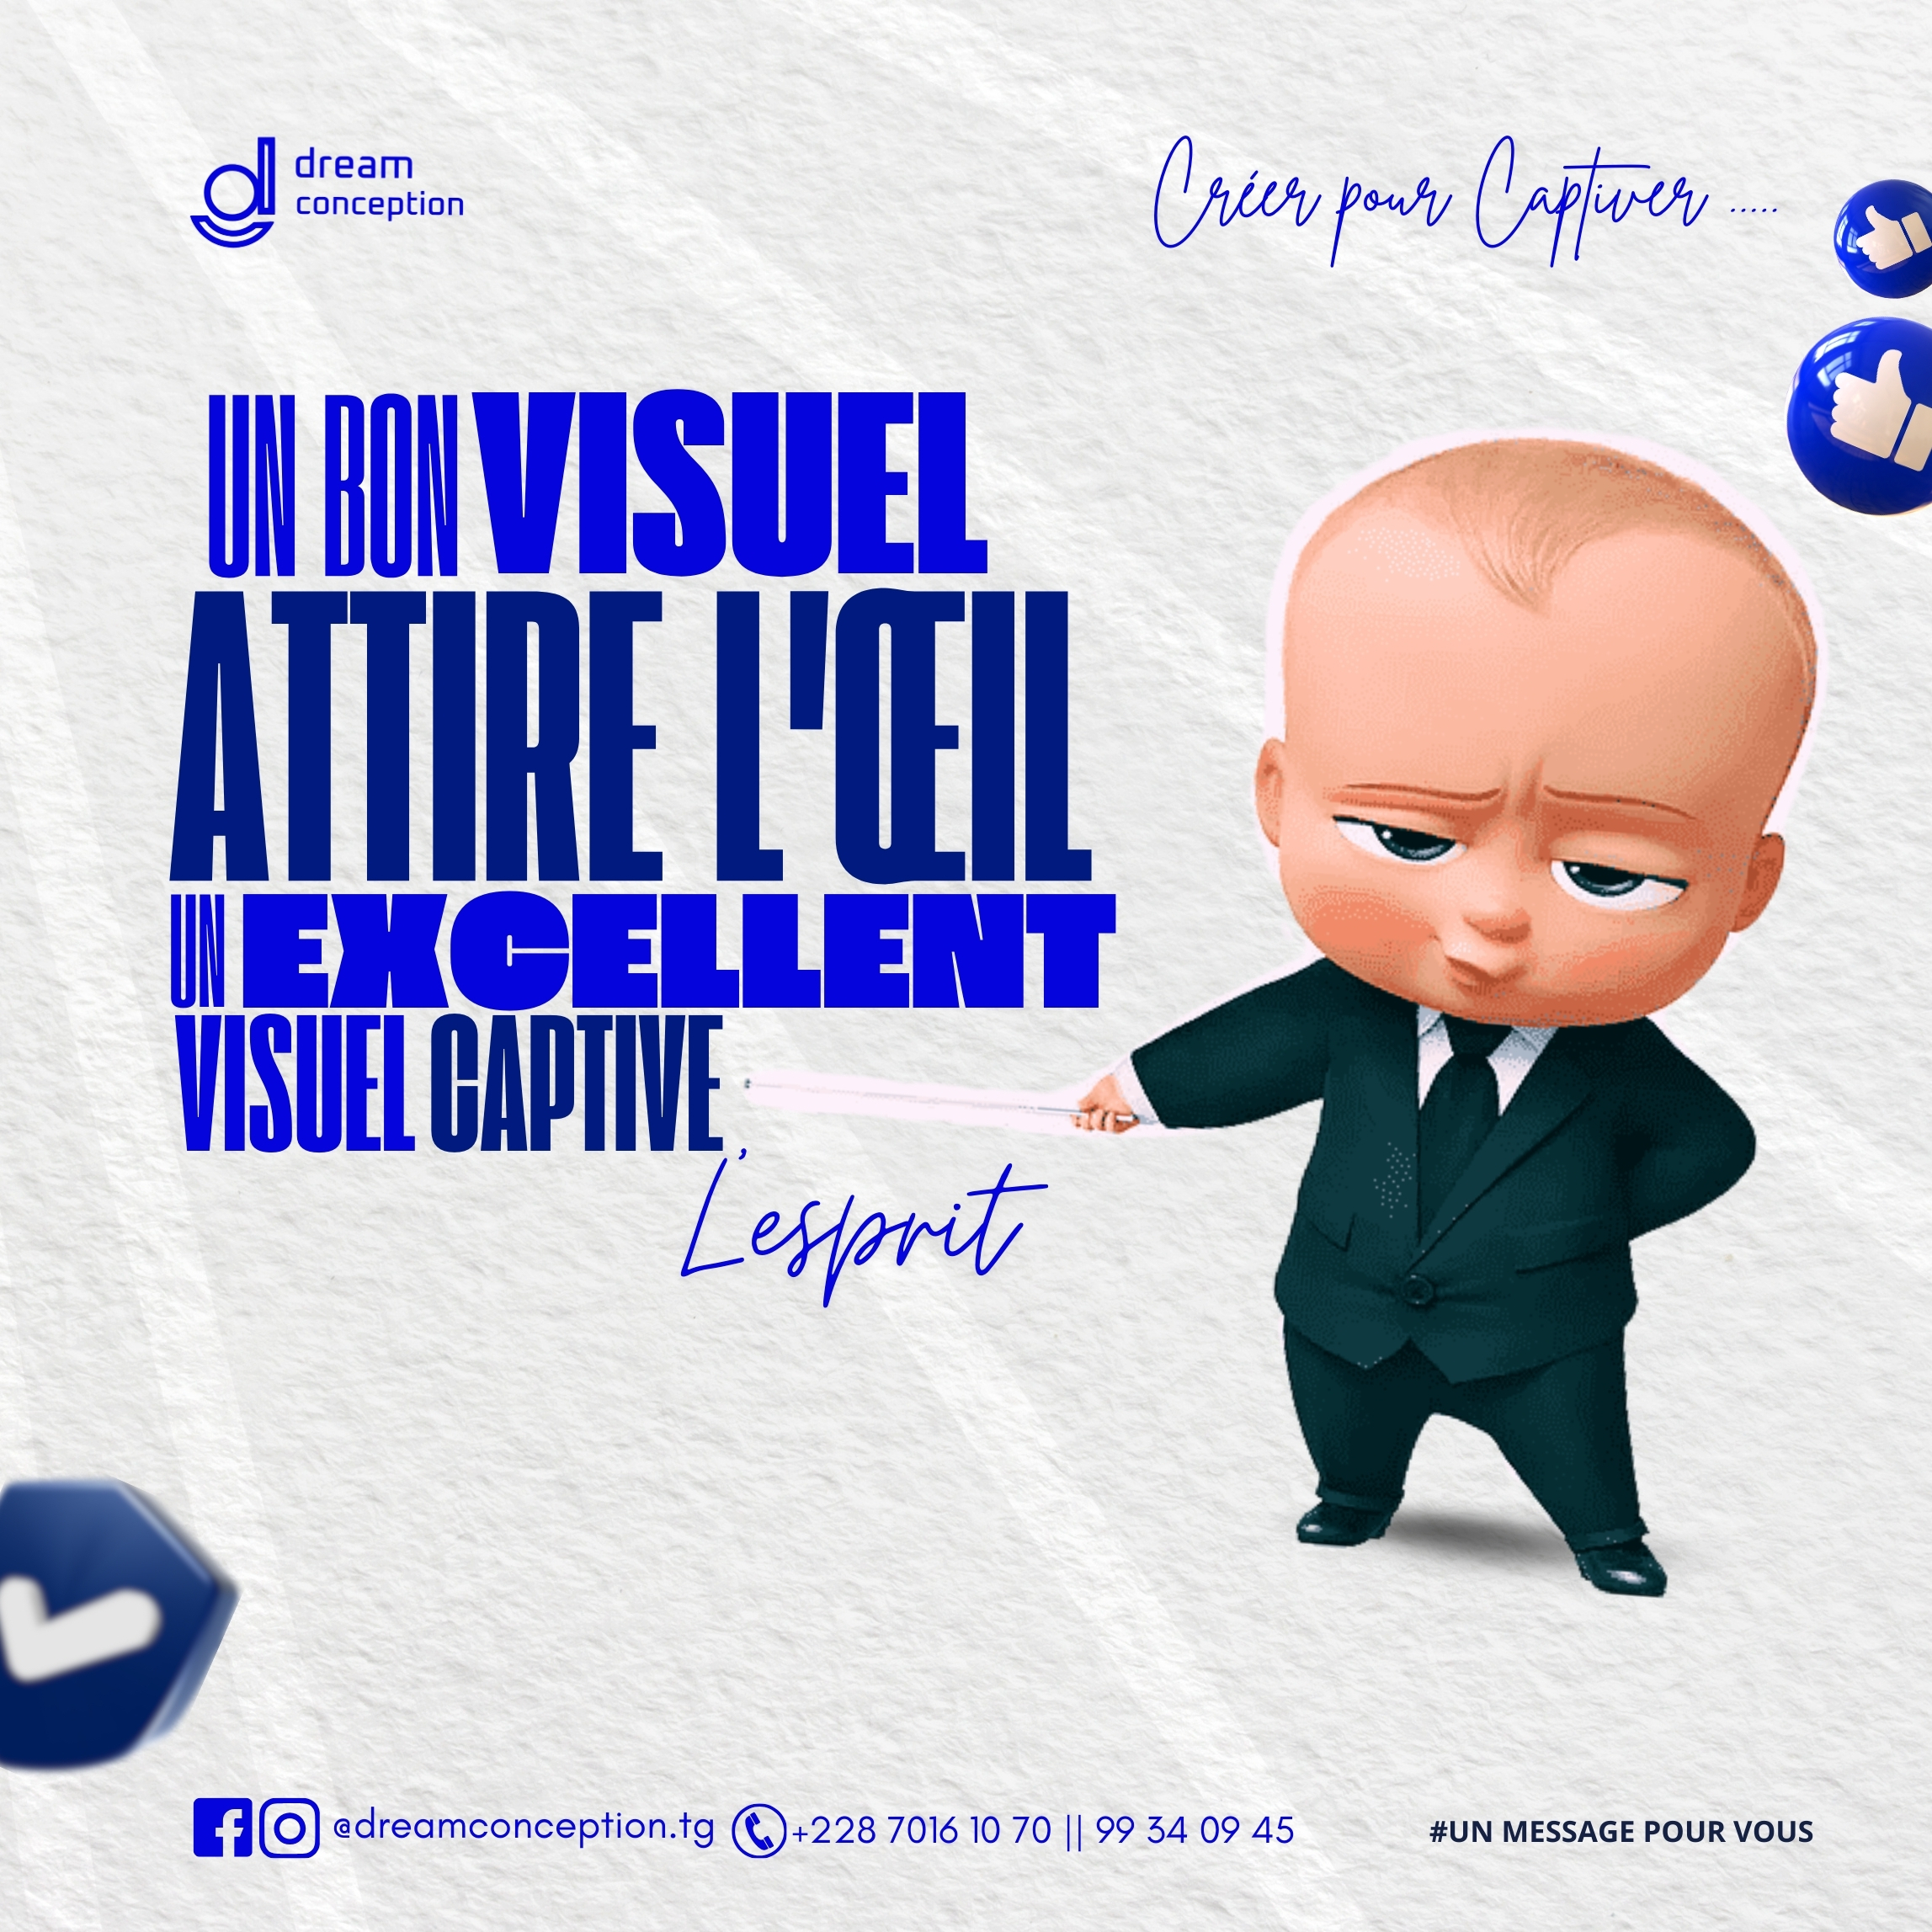 dream
conception
Créer pour Captiver .....
UN BON VISUEL
ATTIRE L'ŒIL
UN EXCELLENT
VISUEL CAPTIVE
L'esprit
@dreamconception.tg +228 7016 10 70 || 99 34 09 45
#UN MESSAGE POUR VOUS